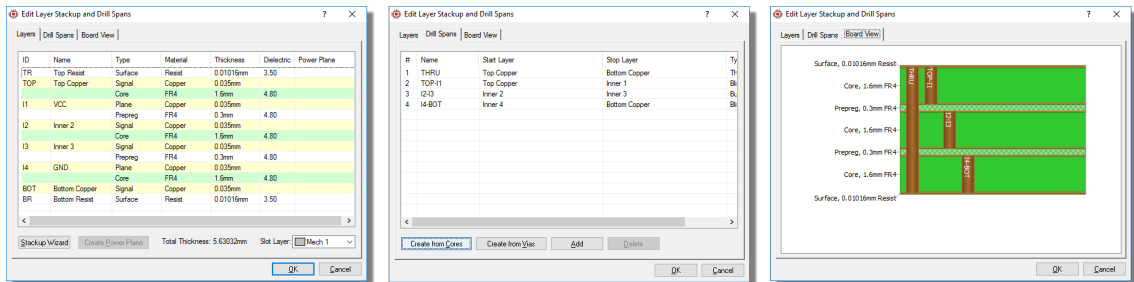 Edit Layer Stackup and Drill Spans ? ×
Layers Drill Spans Board View
ID Name Type Material Thickness Dielectric Power Plane
TR Top Resist Surface Resist 0.01016mm 3.50
TOP Top Copper Signal Copper 0.035mm
Core FR4 1.6mm 4.80
I1 VCC Plane Copper 0.035mm
Prepreg FR4 0.3mm 4.80
I2 Inner 2 Signal Copper 0.035mm
Core FR4 1.6mm 4.80
I3 Inner 3 Signal Copper 0.035mm
Prepreg FR4 0.3mm 4.80
I4 GND Plane Copper 0.035mm
Core FR4 1.6mm 4.80
BOT Bottom Copper Signal Copper 0.035mm
BR Bottom Resist Surface Resist 0.01016mm 3.50
Stackup Wizard Create Power Plane Total Thickness: 5.63032mm Slot Layer: Mech 1
OK Cancel
Edit Layer Stackup and Drill Spans ? ×
Layers Drill Spans Board View
# Name Start Layer Stop Layer Ty
1 THRU Top Copper Bottom Copper Th
2 TOP-I1 Top Copper Inner 1 Bli
3 I2-I3 Inner 2 Inner 3 Bu
4 I4-BOT Inner 4 Bottom Copper Bli
Create from Cores Create from Vias Add Delete
OK Cancel
Edit Layer Stackup and Drill Spans ? ×
Layers Drill Spans Board View
Surface, 0.01016mm Resist
THRU
TOP-I1
Core, 1.6mm FR4
Prepreg, 0.3mm FR4
I2-I3
Core, 1.6mm FR4
Prepreg, 0.3mm FR4
I4-BOT
Core, 1.6mm FR4
Surface, 0.01016mm Resist
OK Cancel